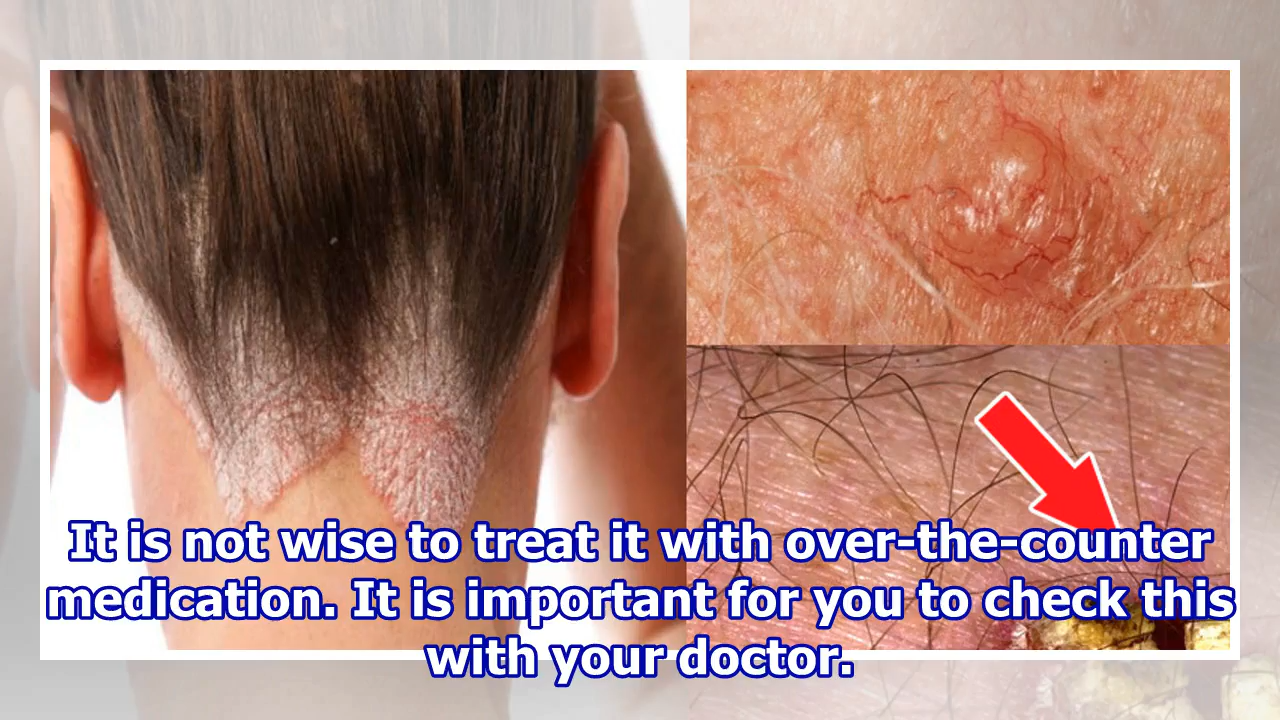 It is not wise to treat it with over-the-counter
medication. It is important for you to check this
with your doctor.